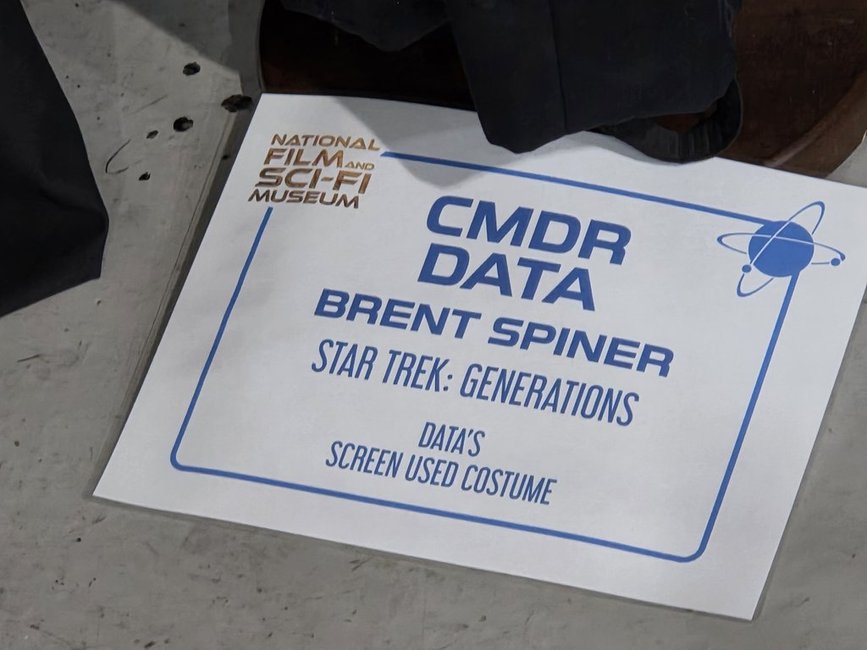 NATIONAL
FILM AND
SCI-FI
MUSEUM
CMDR
DATA
BRENT SPINER
STAR TREK: GENERATIONS
DATA'S
SCREEN USED COSTUME